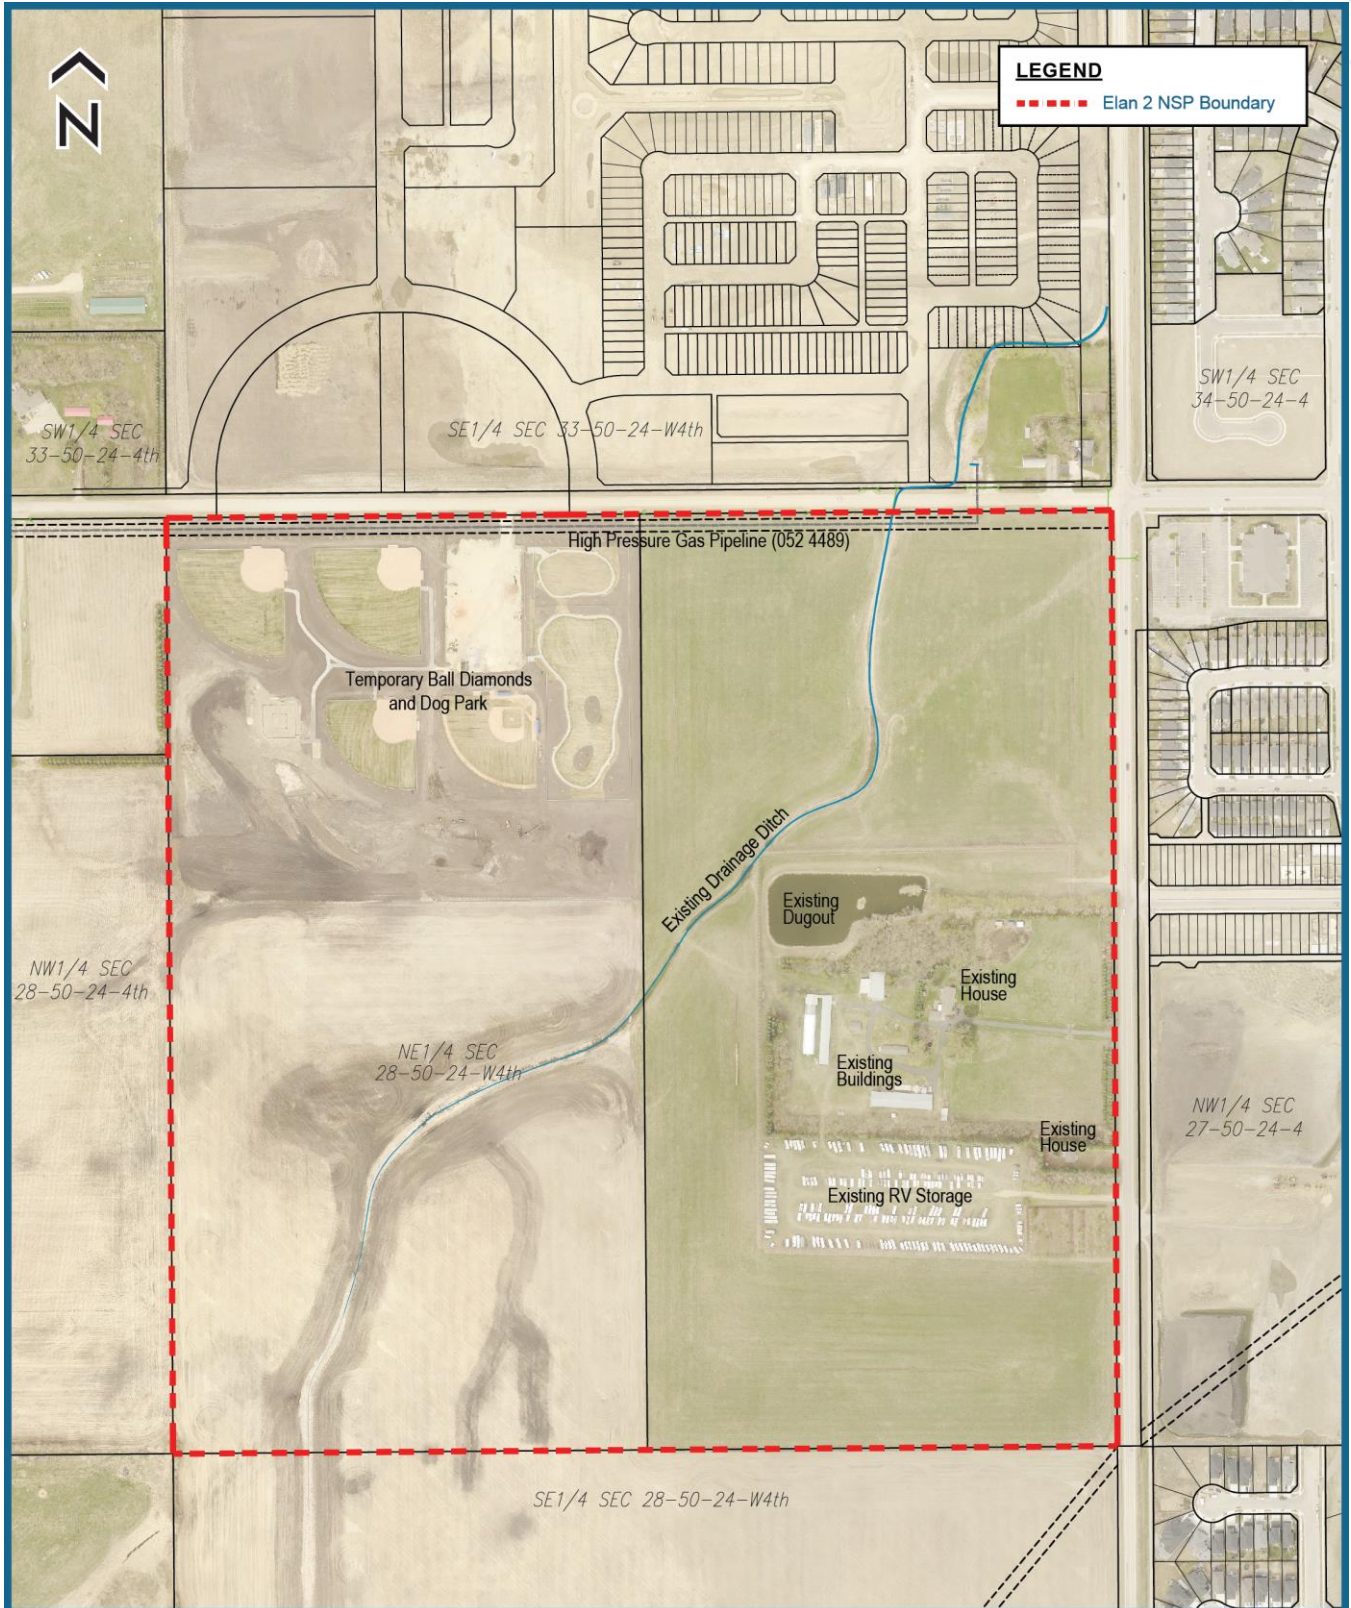 N
LEGEND
Elan 2 NSP Boundary
SW1/4 SEC
34-50-24-4
SW1/4 SEC
33-50-24-4th
SE1/4 SEC 33-50-24-W4th
High Pressure Gas Pipeline (052 4489)
Temporary Ball Diamonds
and Dog Park
Existing Drainage Ditch
Existing
Dugout
NW1/4 SEC
28-50-24-4th
Existing
House
NE1/4 SEC
28-50-24-W4th
Existing
Buildings
NW1/4 SEC
27-50-24-4
Existing
House
Existing RV Storage
SE1/4 SEC 28-50-24-W4th